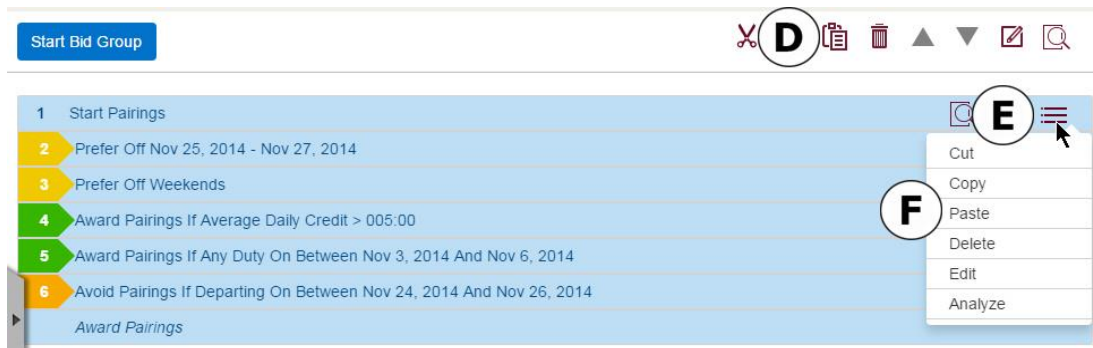 Start Bid Group
D
1 Start Pairings
E
2 Prefer Off Nov 25, 2014 - Nov 27, 2014
Cut
3 Prefer Off Weekends
Copy
F
Paste
4 Award Pairings If Average Daily Credit > 005:00
Delete
5 Award Pairings If Any Duty On Between Nov 3, 2014 And Nov 6, 2014
Edit
6 Avoid Pairings If Departing On Between Nov 24, 2014 And Nov 26, 2014
Analyze
Award Pairings